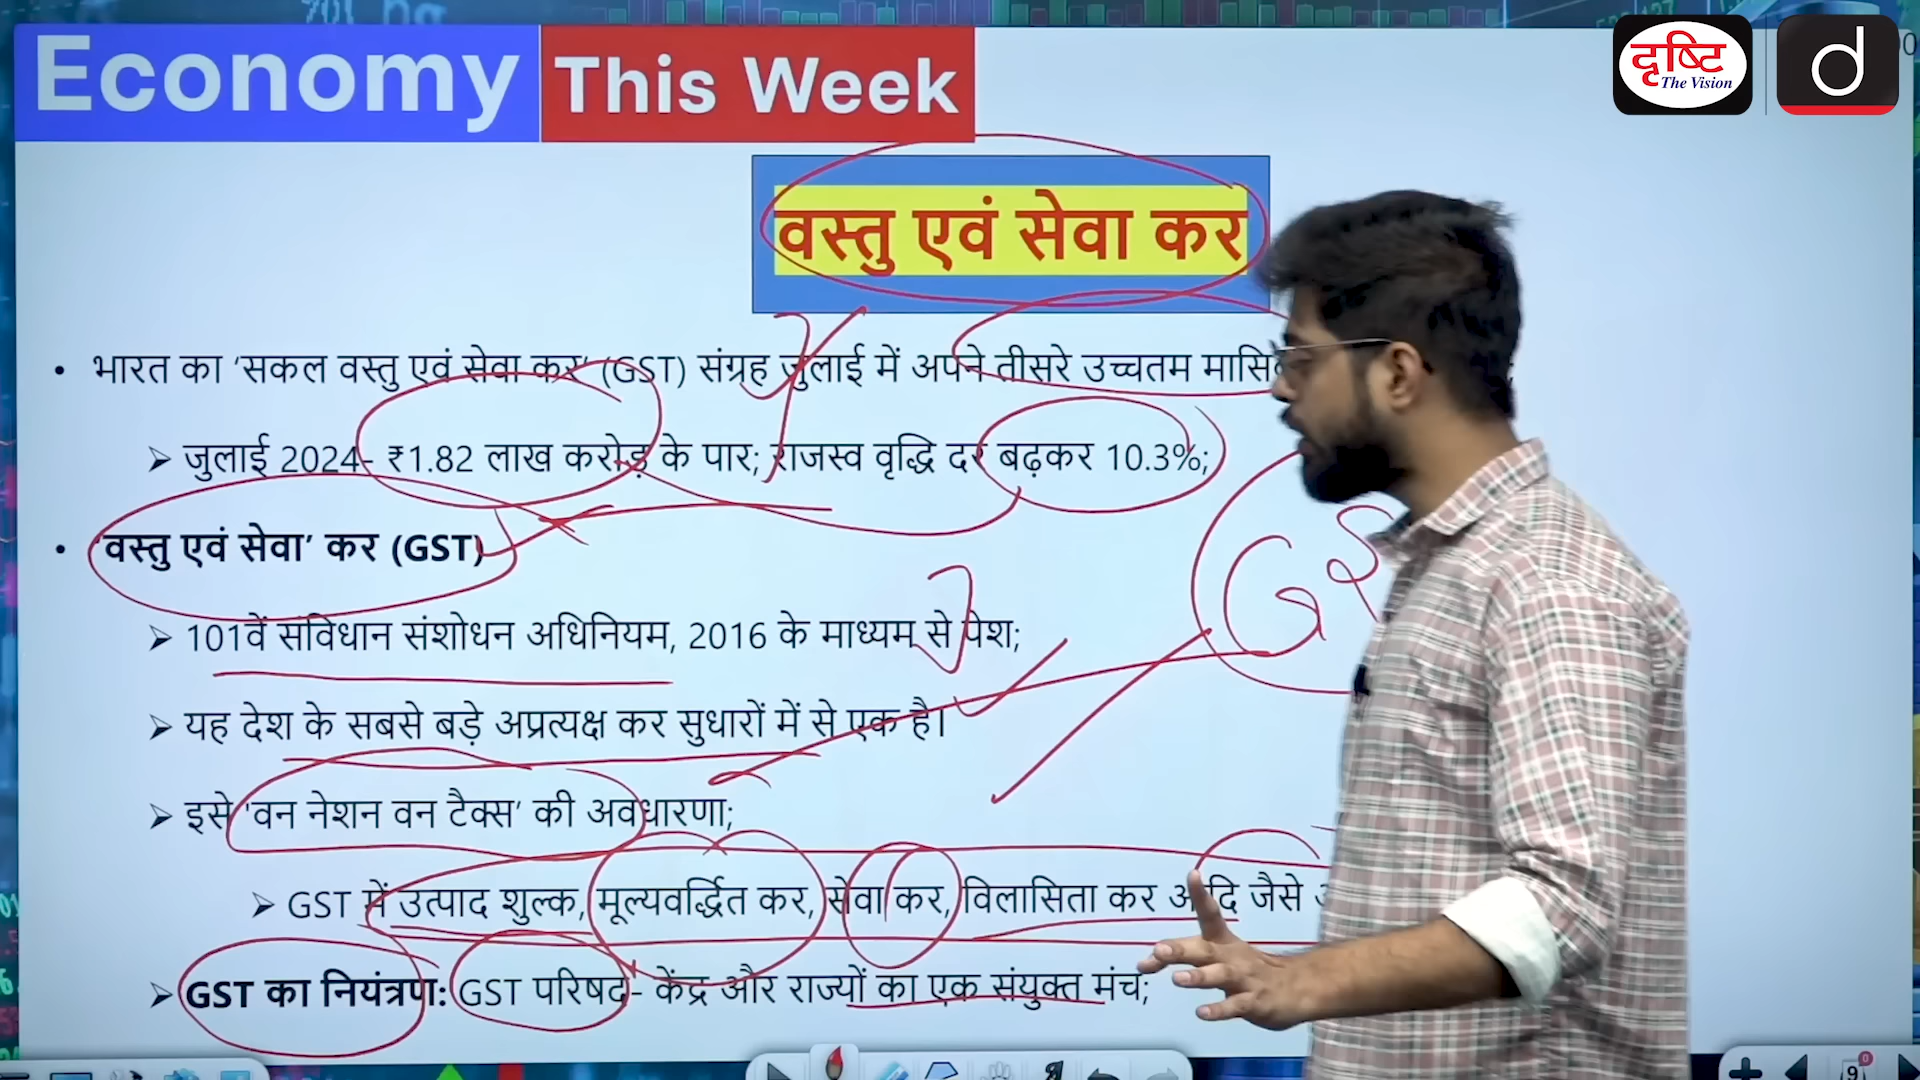 Economy This Week
दृष्टि
The Vision
d
वस्तु एवं सेवा कर
• भारत का ‘सकल वस्तु एवं सेवा कर’ (GST) संग्रह जुलाई में अपने तीसरे उच्चतम
➢ जुलाई 2024- ₹1.82 लाख करोड़ के पार; राजस्व वृद्धि दर बढ़कर 10.3%;
• ‘वस्तु एवं सेवा’ कर (GST)
➢ 101वें संविधान संशोधन अधिनियम, 2016 के माध्यम से पेश;
➢ यह देश के सबसे बड़े अप्रत्यक्ष कर सुधारों में से एक है।
➢ इसे ‘वन नेशन वन टैक्स’ की अवधारणा;
➢ GST में उत्पाद शुल्क, मूल्यवर्द्धित कर, सेवा कर, विलासिता कर आदि जैसे
➢ GST का नियंत्रण: GST परिषद- केंद्र और राज्यों का एक संयुक्त मंच;
9